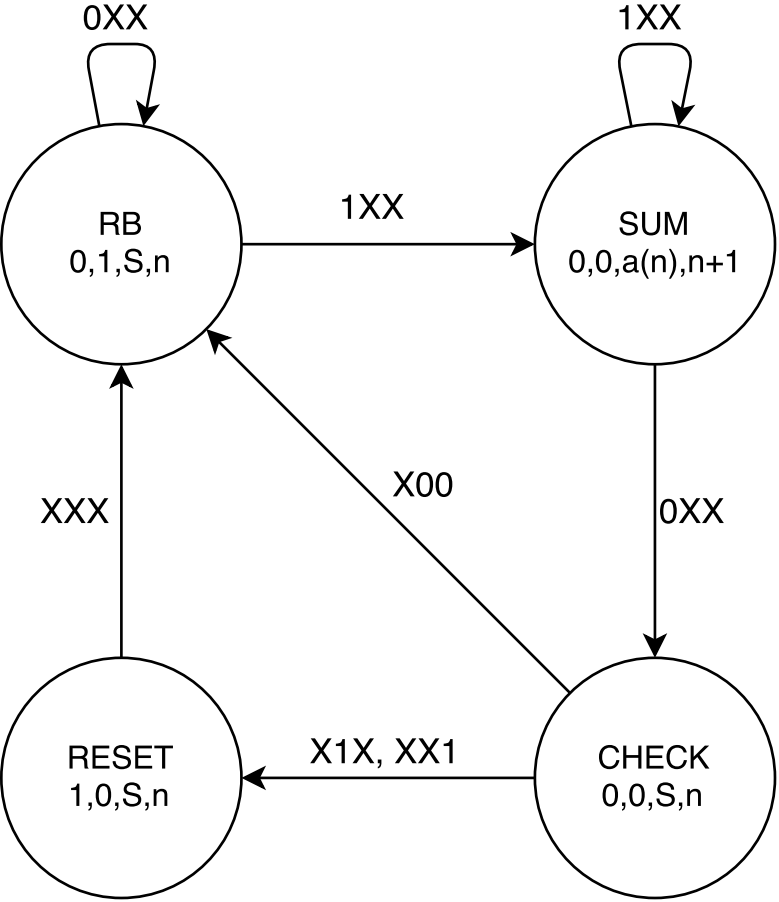 0XX
1XX
RB
0,1,S,n
1XX
SUM
0,0,a(n),n+1
X00
XXX
0XX
RESET
1,0,S,n
X1X, XX1
CHECK
0,0,S,n